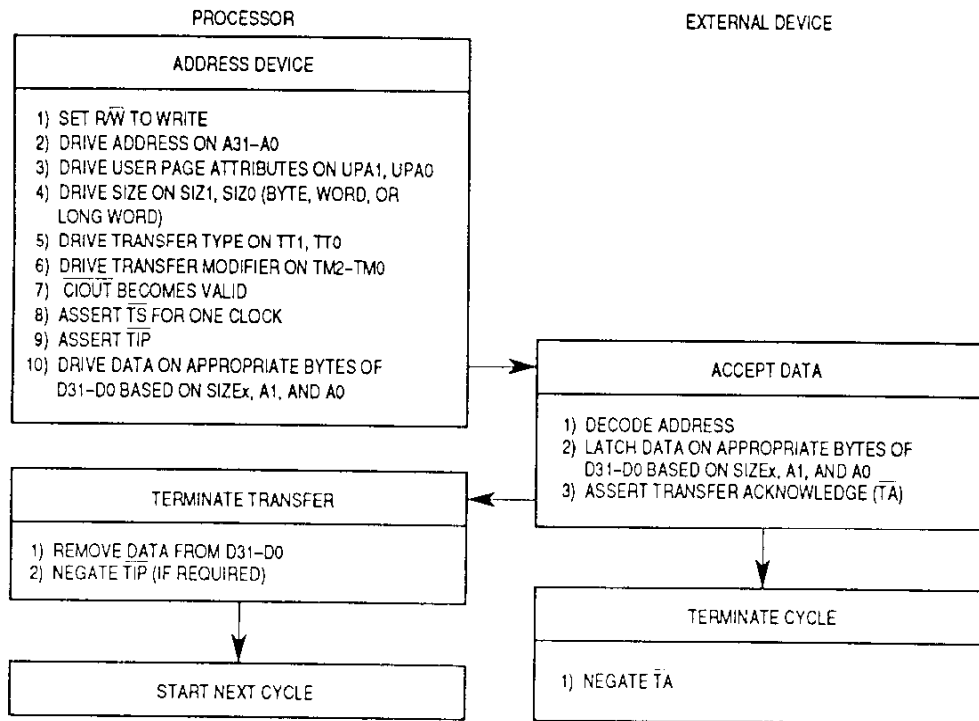 PROCESSOR
EXTERNAL DEVICE
ADDRESS DEVICE
1) SET R/W̅ TO WRITE
2) DRIVE ADDRESS ON A31–A0
3) DRIVE USER PAGE ATTRIBUTES ON UPA1, UPA0
4) DRIVE SIZE ON SIZ1, SIZ0 (BYTE, WORD, OR
LONG WORD)
5) DRIVE TRANSFER TYPE ON TT1, TT0
6) DRIVE TRANSFER MODIFIER ON TM2–TM0
7) C̅I̅O̅U̅T̅ BECOMES VALID
8) ASSERT T̅S̅ FOR ONE CLOCK
9) ASSERT T̅I̅P̅
10) DRIVE DATA ON APPROPRIATE BYTES OF
D31–D0 BASED ON SIZEx, A1, AND A0
ACCEPT DATA
1) DECODE ADDRESS
2) LATCH DATA ON APPROPRIATE BYTES OF
D31–D0 BASED ON SIZEx, A1, AND A0
3) ASSERT TRANSFER ACKNOWLEDGE (T̅A̅)
TERMINATE TRANSFER
1) REMOVE DATA FROM D31–D0
2) NEGATE T̅I̅P̅ (IF REQUIRED)
TERMINATE CYCLE
1) NEGATE T̅A̅
START NEXT CYCLE